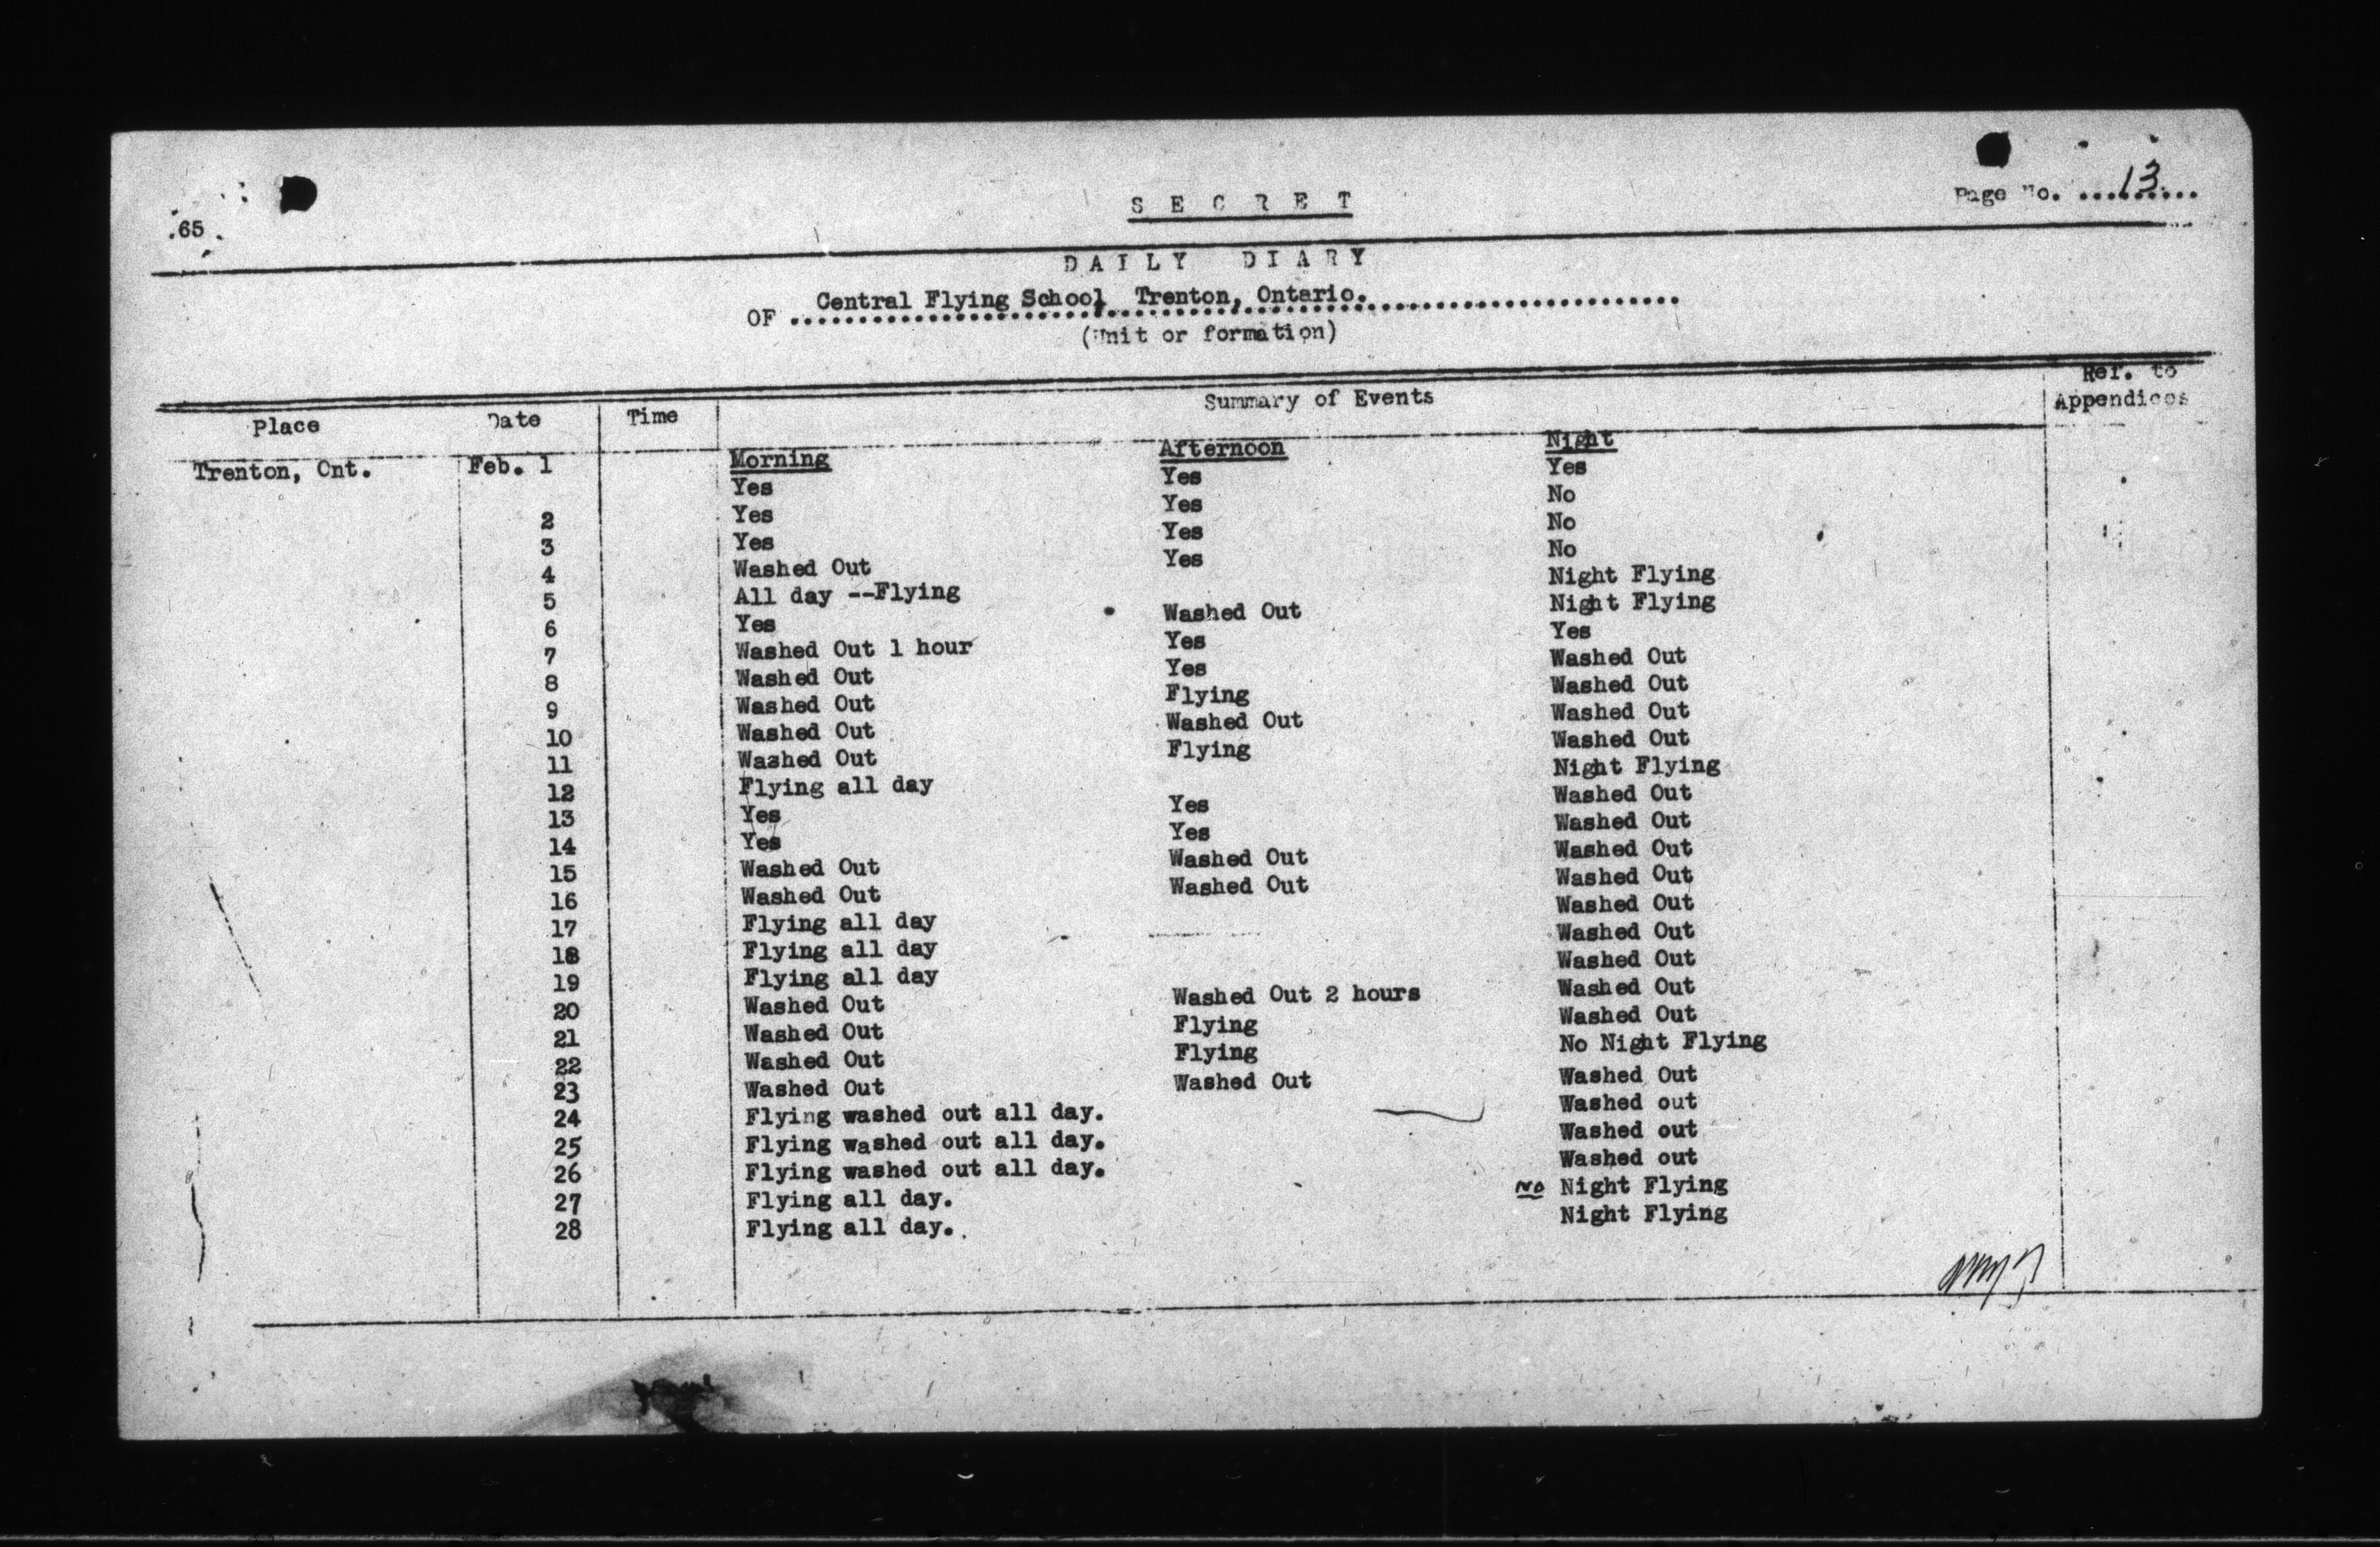 SECRET
Page No. 13
65
DAILY DIARY
OF Central Flying School, Trenton, Ontario.
(Unit or formation)
Place Date Time Summary of Events Ref. to Appendices
Trenton, Ont. Feb. 1 Morning Afternoon Night
Yes Yes Yes
2 Yes Yes No
3 Yes Yes No
4 Washed Out Yes No
5 All day --Flying Night Flying
6 Yes Washed Out Night Flying
7 Washed Out 1 hour Yes Yes
8 Washed Out Yes Washed Out
9 Washed Out Flying Washed Out
10 Washed Out Washed Out Washed Out
11 Washed Out Flying Washed Out
12 Flying all day Night Flying
13 Yes Yes Washed Out
14 Yes Yes Washed Out
15 Washed Out Washed Out Washed Out
16 Washed Out Washed Out Washed Out
17 Flying all day Washed Out
18 Flying all day Washed Out
19 Flying all day Washed Out
20 Washed Out Washed Out 2 hours Washed Out
21 Washed Out Flying Washed Out
22 Washed Out Flying No Night Flying
23 Washed Out Washed Out Washed Out
24 Flying washed out all day. Washed out
25 Flying washed out all day. Washed out
26 Flying washed out all day. Washed out
27 Flying all day. No Night Flying
28 Flying all day. Night Flying